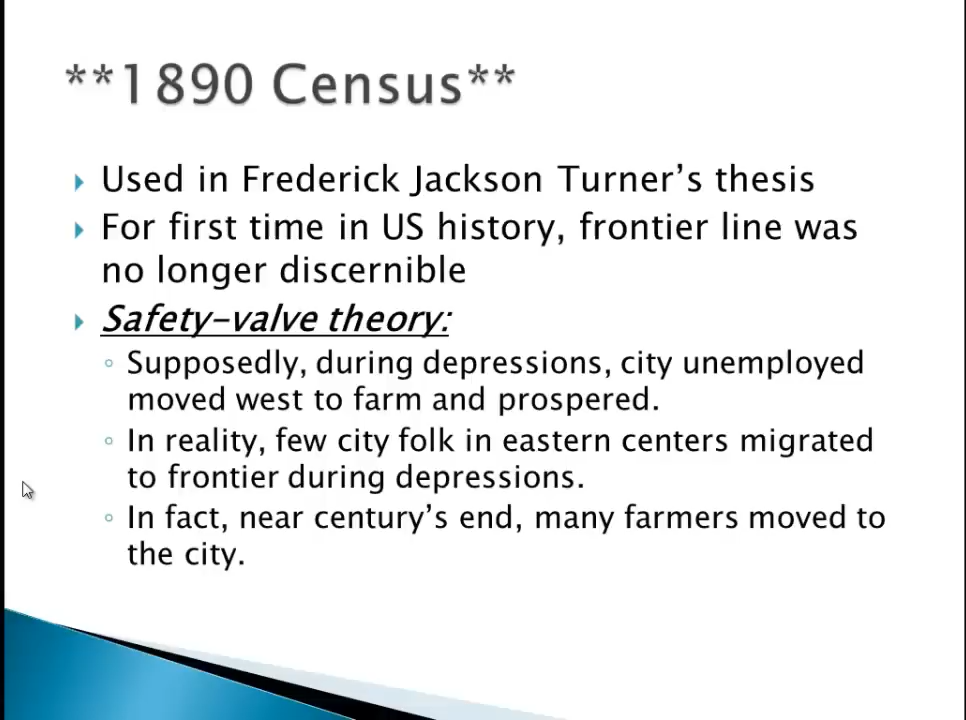 **1890 Census**
Used in Frederick Jackson Turner’s thesis
For first time in US history, frontier line was
no longer discernible
Safety-valve theory:
Supposedly, during depressions, city unemployed
moved west to farm and prospered.
In reality, few city folk in eastern centers migrated
to frontier during depressions.
In fact, near century’s end, many farmers moved to
the city.